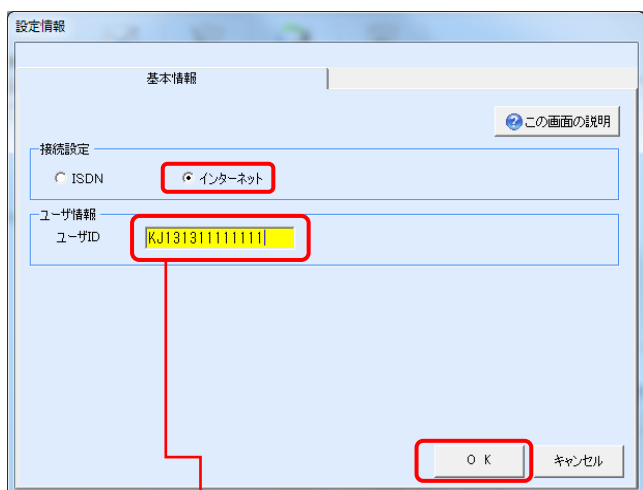 設定情報
基本情報
この画面の説明
接続設定
ISDN
インターネット
ユーザ情報
ユーザID
KJ131311111111
O K
キャンセル